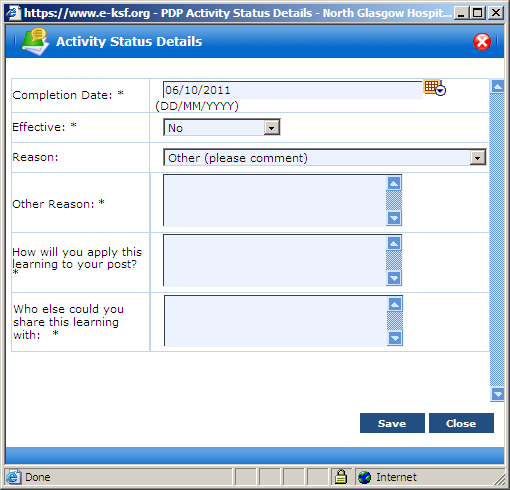 https://www.e-ksf.org - PDP Activity Status Details - North Glasgow Hospit...
Activity Status Details
Completion Date: *
06/10/2011
(DD/MM/YYYY)
Effective: *
No
Reason:
Other (please comment)
Other Reason: *
How will you apply this
learning to your post?
*
Who else could you
share this learning
with: *
Save
Close
Done
Internet